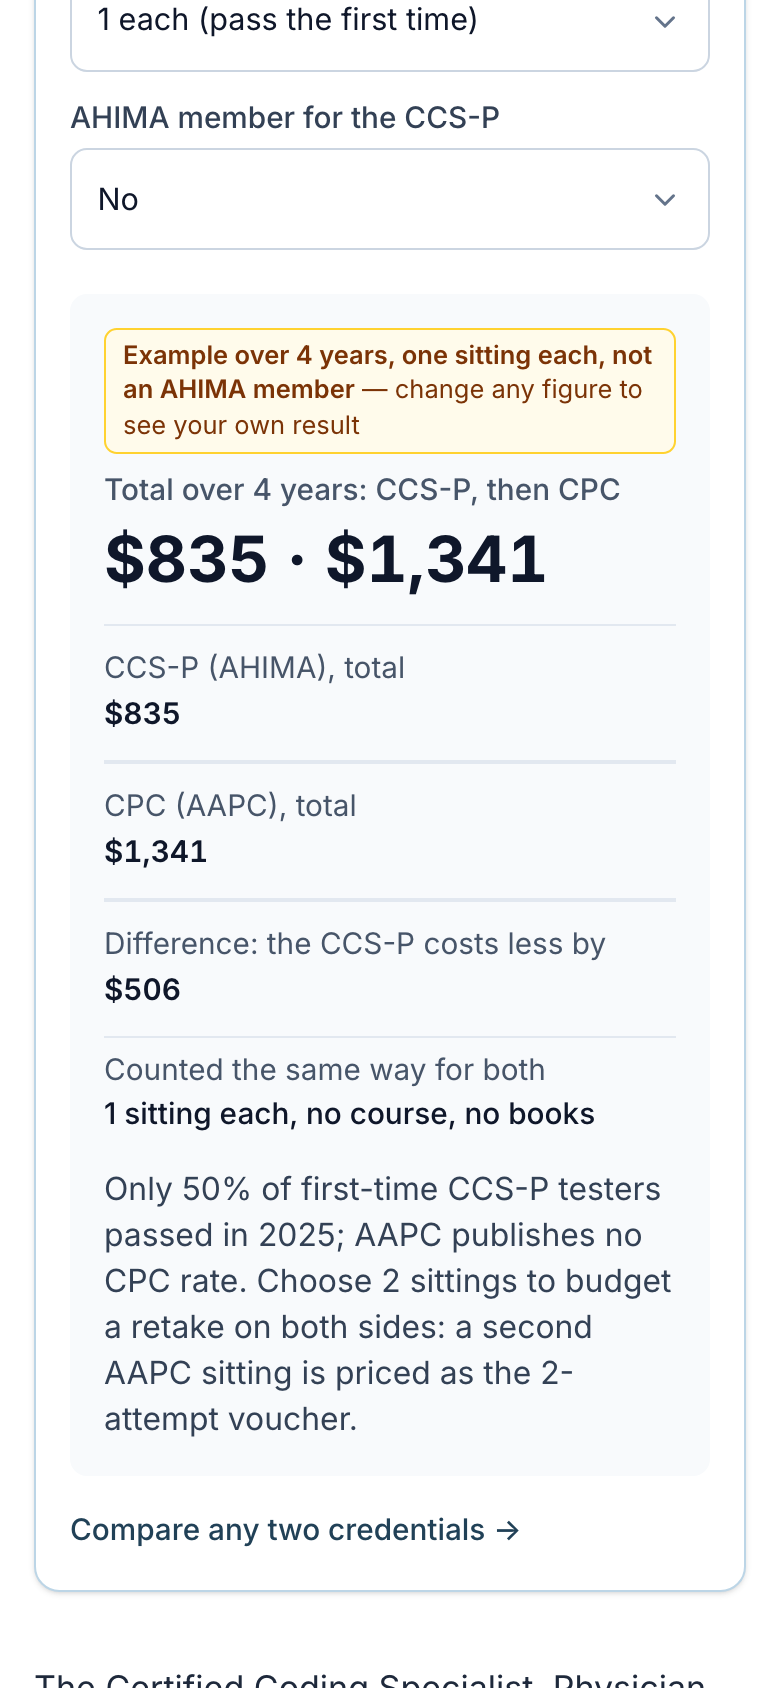 1 each (pass the first time)
AHIMA member for the CCS-P
No
Example over 4 years, one sitting each, not
an AHIMA member — change any figure to
see your own result
Total over 4 years: CCS-P, then CPC
$835 · $1,341
CCS-P (AHIMA), total
$835
CPC (AAPC), total
$1,341
Difference: the CCS-P costs less by
$506
Counted the same way for both
1 sitting each, no course, no books
Only 50% of first-time CCS-P testers
passed in 2025; AAPC publishes no
CPC rate. Choose 2 sittings to budget
a retake on both sides: a second
AAPC sitting is priced as the 2-
attempt voucher.
Compare any two credentials →
The Certified Coding Specialist, Physician